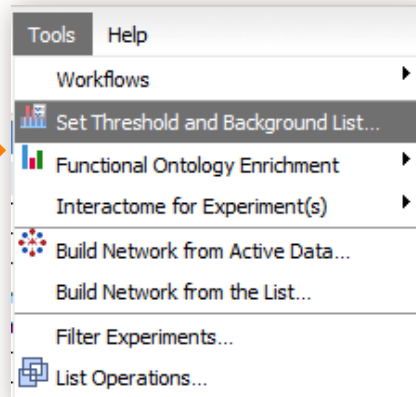 Tools Help
Workflows
Set Threshold and Background List...
Functional Ontology Enrichment
Interactome for Experiment(s)
Build Network from Active Data...
Build Network from the List...
Filter Experiments...
List Operations...